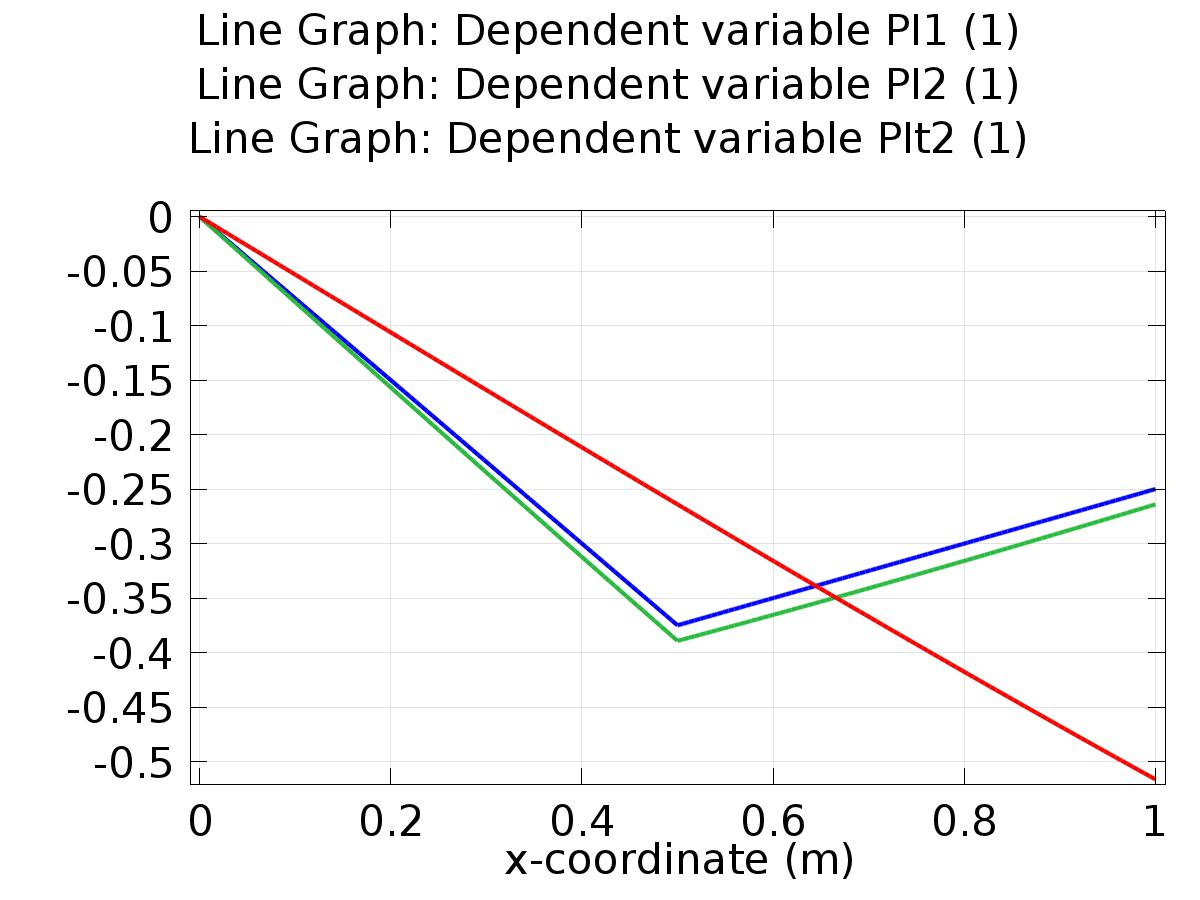 Line Graph: Dependent variable PI1 (1)
Line Graph: Dependent variable PI2 (1)
Line Graph: Dependent variable PIt2 (1)
0
-0.05
-0.1
-0.15
-0.2
-0.25
-0.3
-0.35
-0.4
-0.45
-0.5
0 0.2 0.4 0.6 0.8 1
x-coordinate (m)